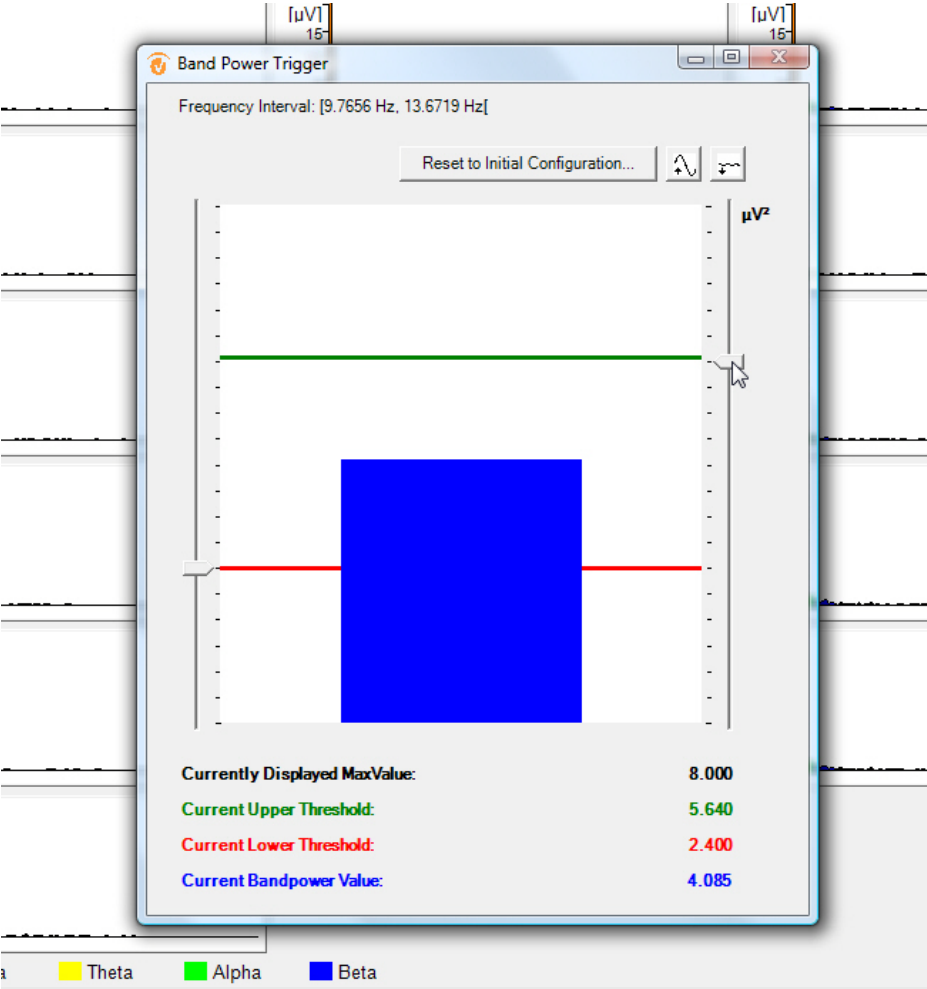 [µV]
15
[µV]
15
Band Power Trigger
Frequency Interval: [9.7656 Hz, 13.6719 Hz[
Reset to Initial Configuration...
µV²
Currently Displayed MaxValue: 8.000
Current Upper Threshold: 5.640
Current Lower Threshold: 2.400
Current Bandpower Value: 4.085
a Theta Alpha Beta